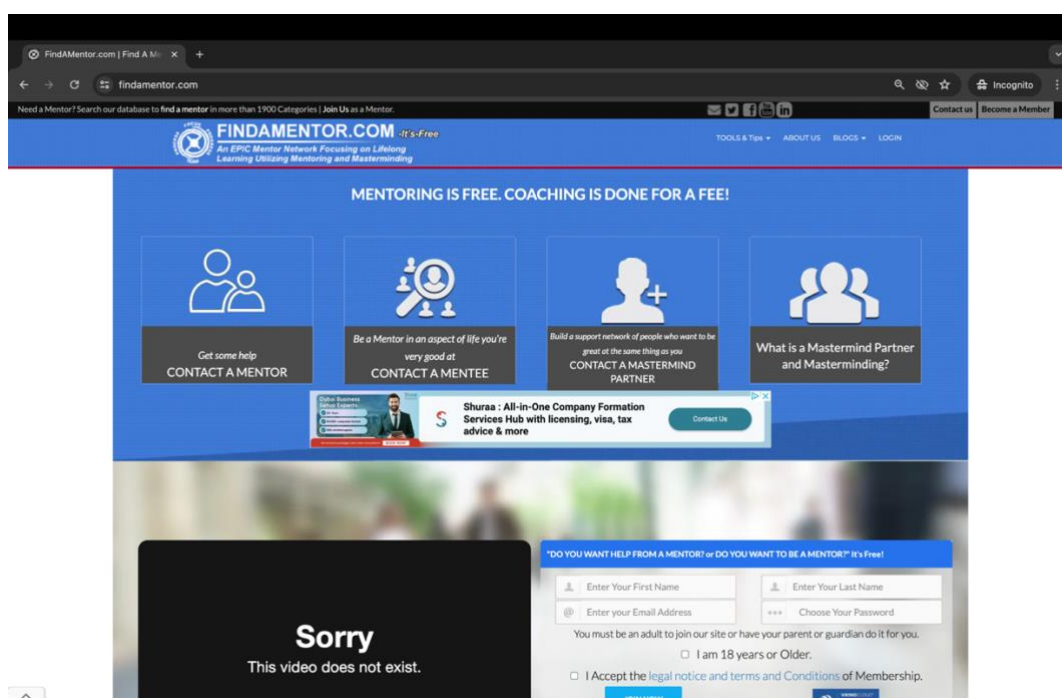 FindAMentor.com | Find A Me
findamentor.com
Incognito
Need a Mentor? Search our database to find a mentor in more than 1900 Categories | Join Us as a Mentor.
Contact us
Become a Member
FINDAMENTOR.COM -It's-Free
An EPIC Mentor Network Focusing on Lifelong
Learning Utilizing Mentoring and Masterminding
TOOLS & Tips
ABOUT US
BLOGS
LOGIN
MENTORING IS FREE. COACHING IS DONE FOR A FEE!
Get some help
CONTACT A MENTOR
Be a Mentor in an aspect of life you're
very good at
CONTACT A MENTEE
Build a support network of people who want to be
great at the same thing as you
CONTACT A MASTERMIND
PARTNER
What is a Mastermind Partner
and Masterminding?
Dubai Business
Setup Experts
Shuraa : All-in-One Company Formation
Services Hub with licensing, visa, tax
advice & more
Contact Us
Sorry
This video does not exist.
"DO YOU WANT HELP FROM A MENTOR? or DO YOU WANT TO BE A MENTOR?" It's Free!
Enter Your First Name
Enter Your Last Name
Enter your Email Address
Choose Your Password
You must be an adult to join our site or have your parent or guardian do it for you.
I am 18 years or Older.
I Accept the legal notice and terms and Conditions of Membership.
JOIN NOW